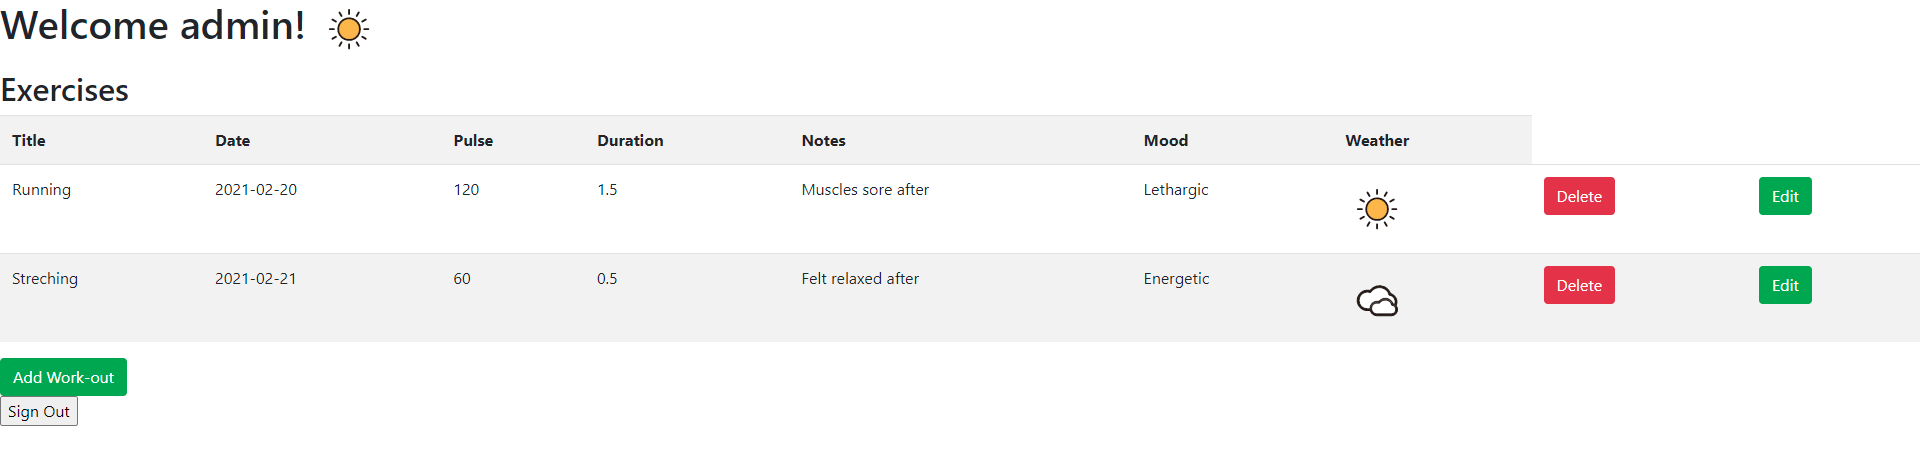 Welcome admin!
Exercises
Title Date Pulse Duration Notes Mood Weather
Running 2021-02-20 120 1.5 Muscles sore after Lethargic Delete Edit
Streching 2021-02-21 60 0.5 Felt relaxed after Energetic Delete Edit
Add Work-out
Sign Out